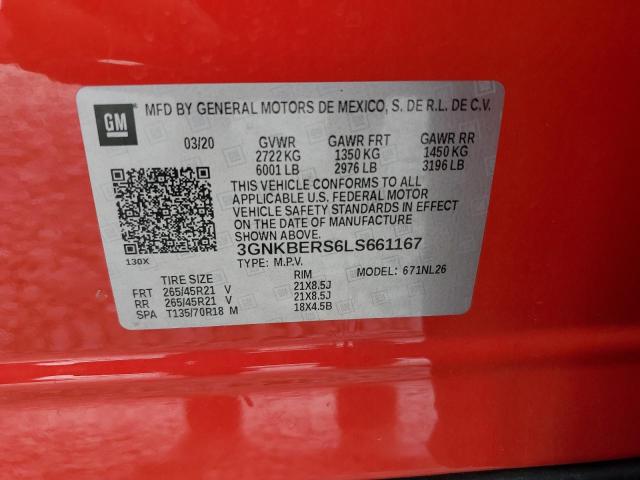 GM MFD BY GENERAL MOTORS DE MEXICO, S. DE R.L. DE C.V.
03/20 GVWR GAWR FRT GAWR RR
2722 KG 1350 KG 1450 KG
6001 LB 2976 LB 3196 LB
THIS VEHICLE CONFORMS TO ALL
APPLICABLE U.S. FEDERAL MOTOR
VEHICLE SAFETY STANDARDS IN EFFECT
ON THE DATE OF MANUFACTURE
SHOWN ABOVE.
3GNKBERS6LS661167
130X TYPE: M.P.V. MODEL: 671NL26
TIRE SIZE RIM
FRT 265/45R21 V 21X8.5J
RR 265/45R21 V 21X8.5J
SPA T135/70R18 M 18X4.5B